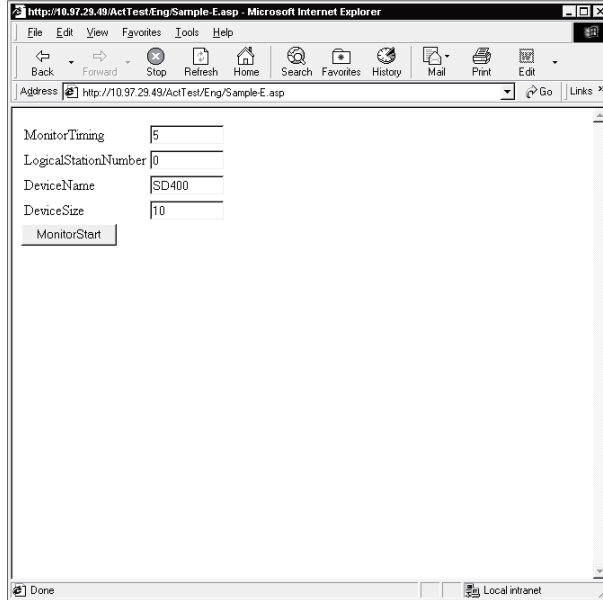 http://10.97.29.49/ActTest/Eng/Sample-E.asp - Microsoft Internet Explorer
File Edit View Favorites Tools Help
Back Forward Stop Refresh Home Search Favorites History Mail Print Edit
Address http://10.97.29.49/ActTest/Eng/Sample-E.asp Go Links »
MonitorTiming 5
LogicalStationNumber 0
DeviceName SD400
DeviceSize 10
MonitorStart
Done Local intranet